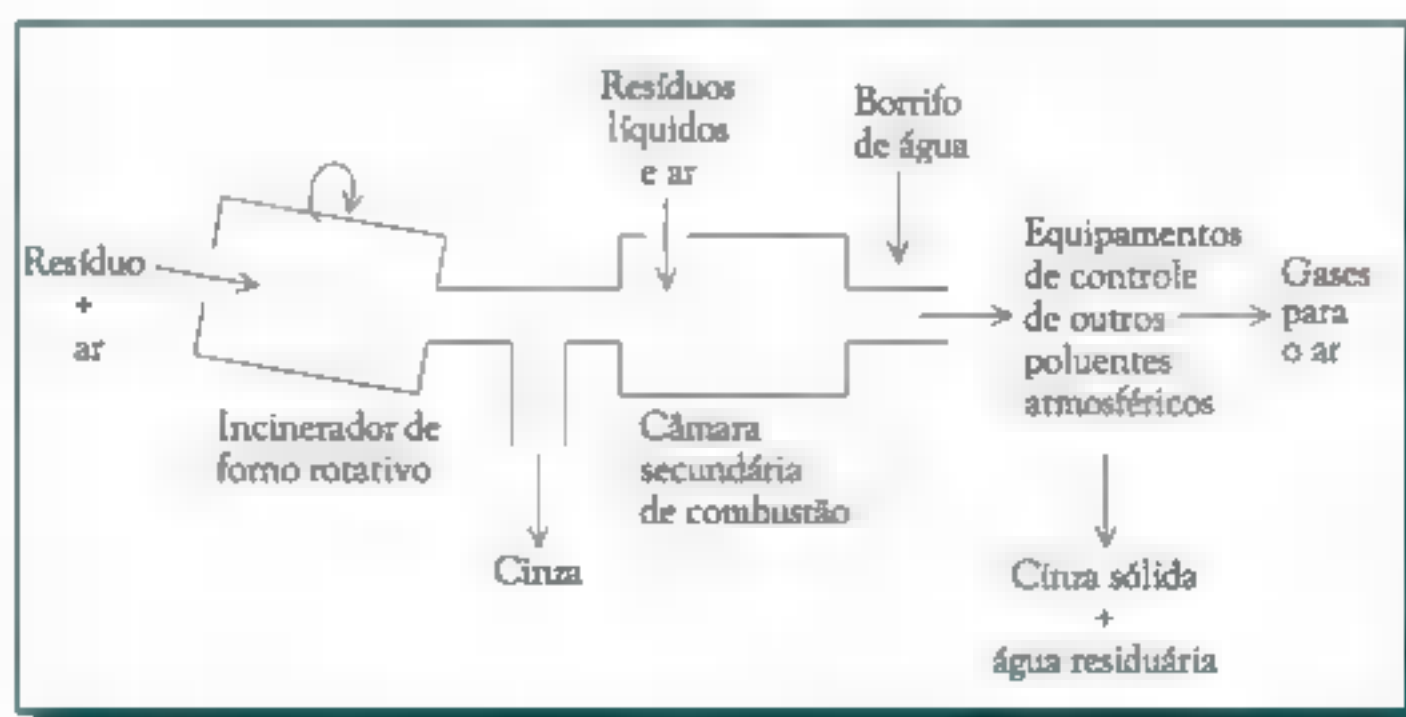 Resíduos
líquidos
e ar
Borrifo
de água
Resíduo
+
ar
Equipamentos
de controle
de outros
poluentes
atmosféricos
Gases
para
o ar
Incinerador de
forno rotativo
Câmara
secundária
de combustão
Cinza
Cinza sólida
+
água residuária